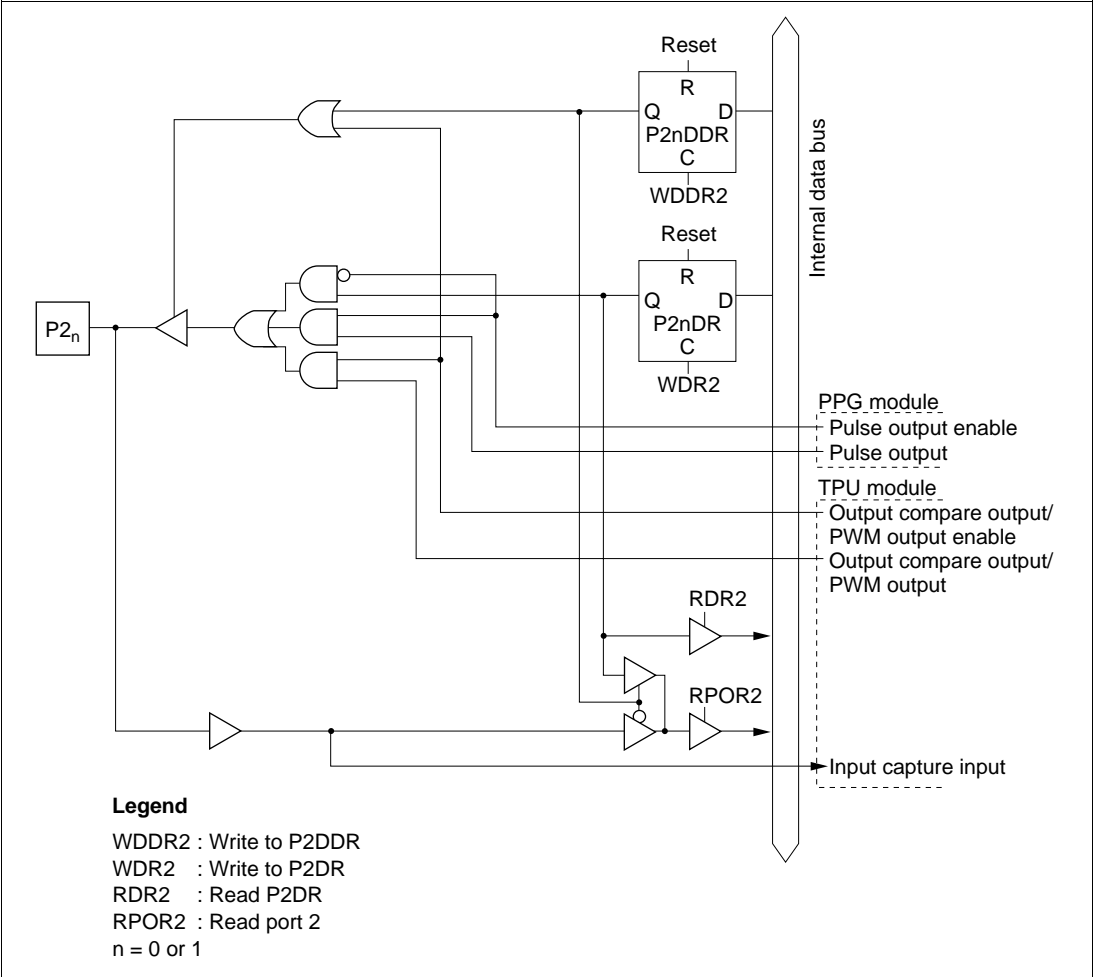 Reset
R
Q D
P2nDDR
C
WDDR2
Internal data bus
Reset
R
Q D
P2nDR
C
WDR2
P2n
PPG module
Pulse output enable
Pulse output
TPU module
Output compare output/
PWM output enable
Output compare output/
PWM output
RDR2
RPOR2
Input capture input
Legend
WDDR2 : Write to P2DDR
WDR2 : Write to P2DR
RDR2 : Read P2DR
RPOR2 : Read port 2
n = 0 or 1